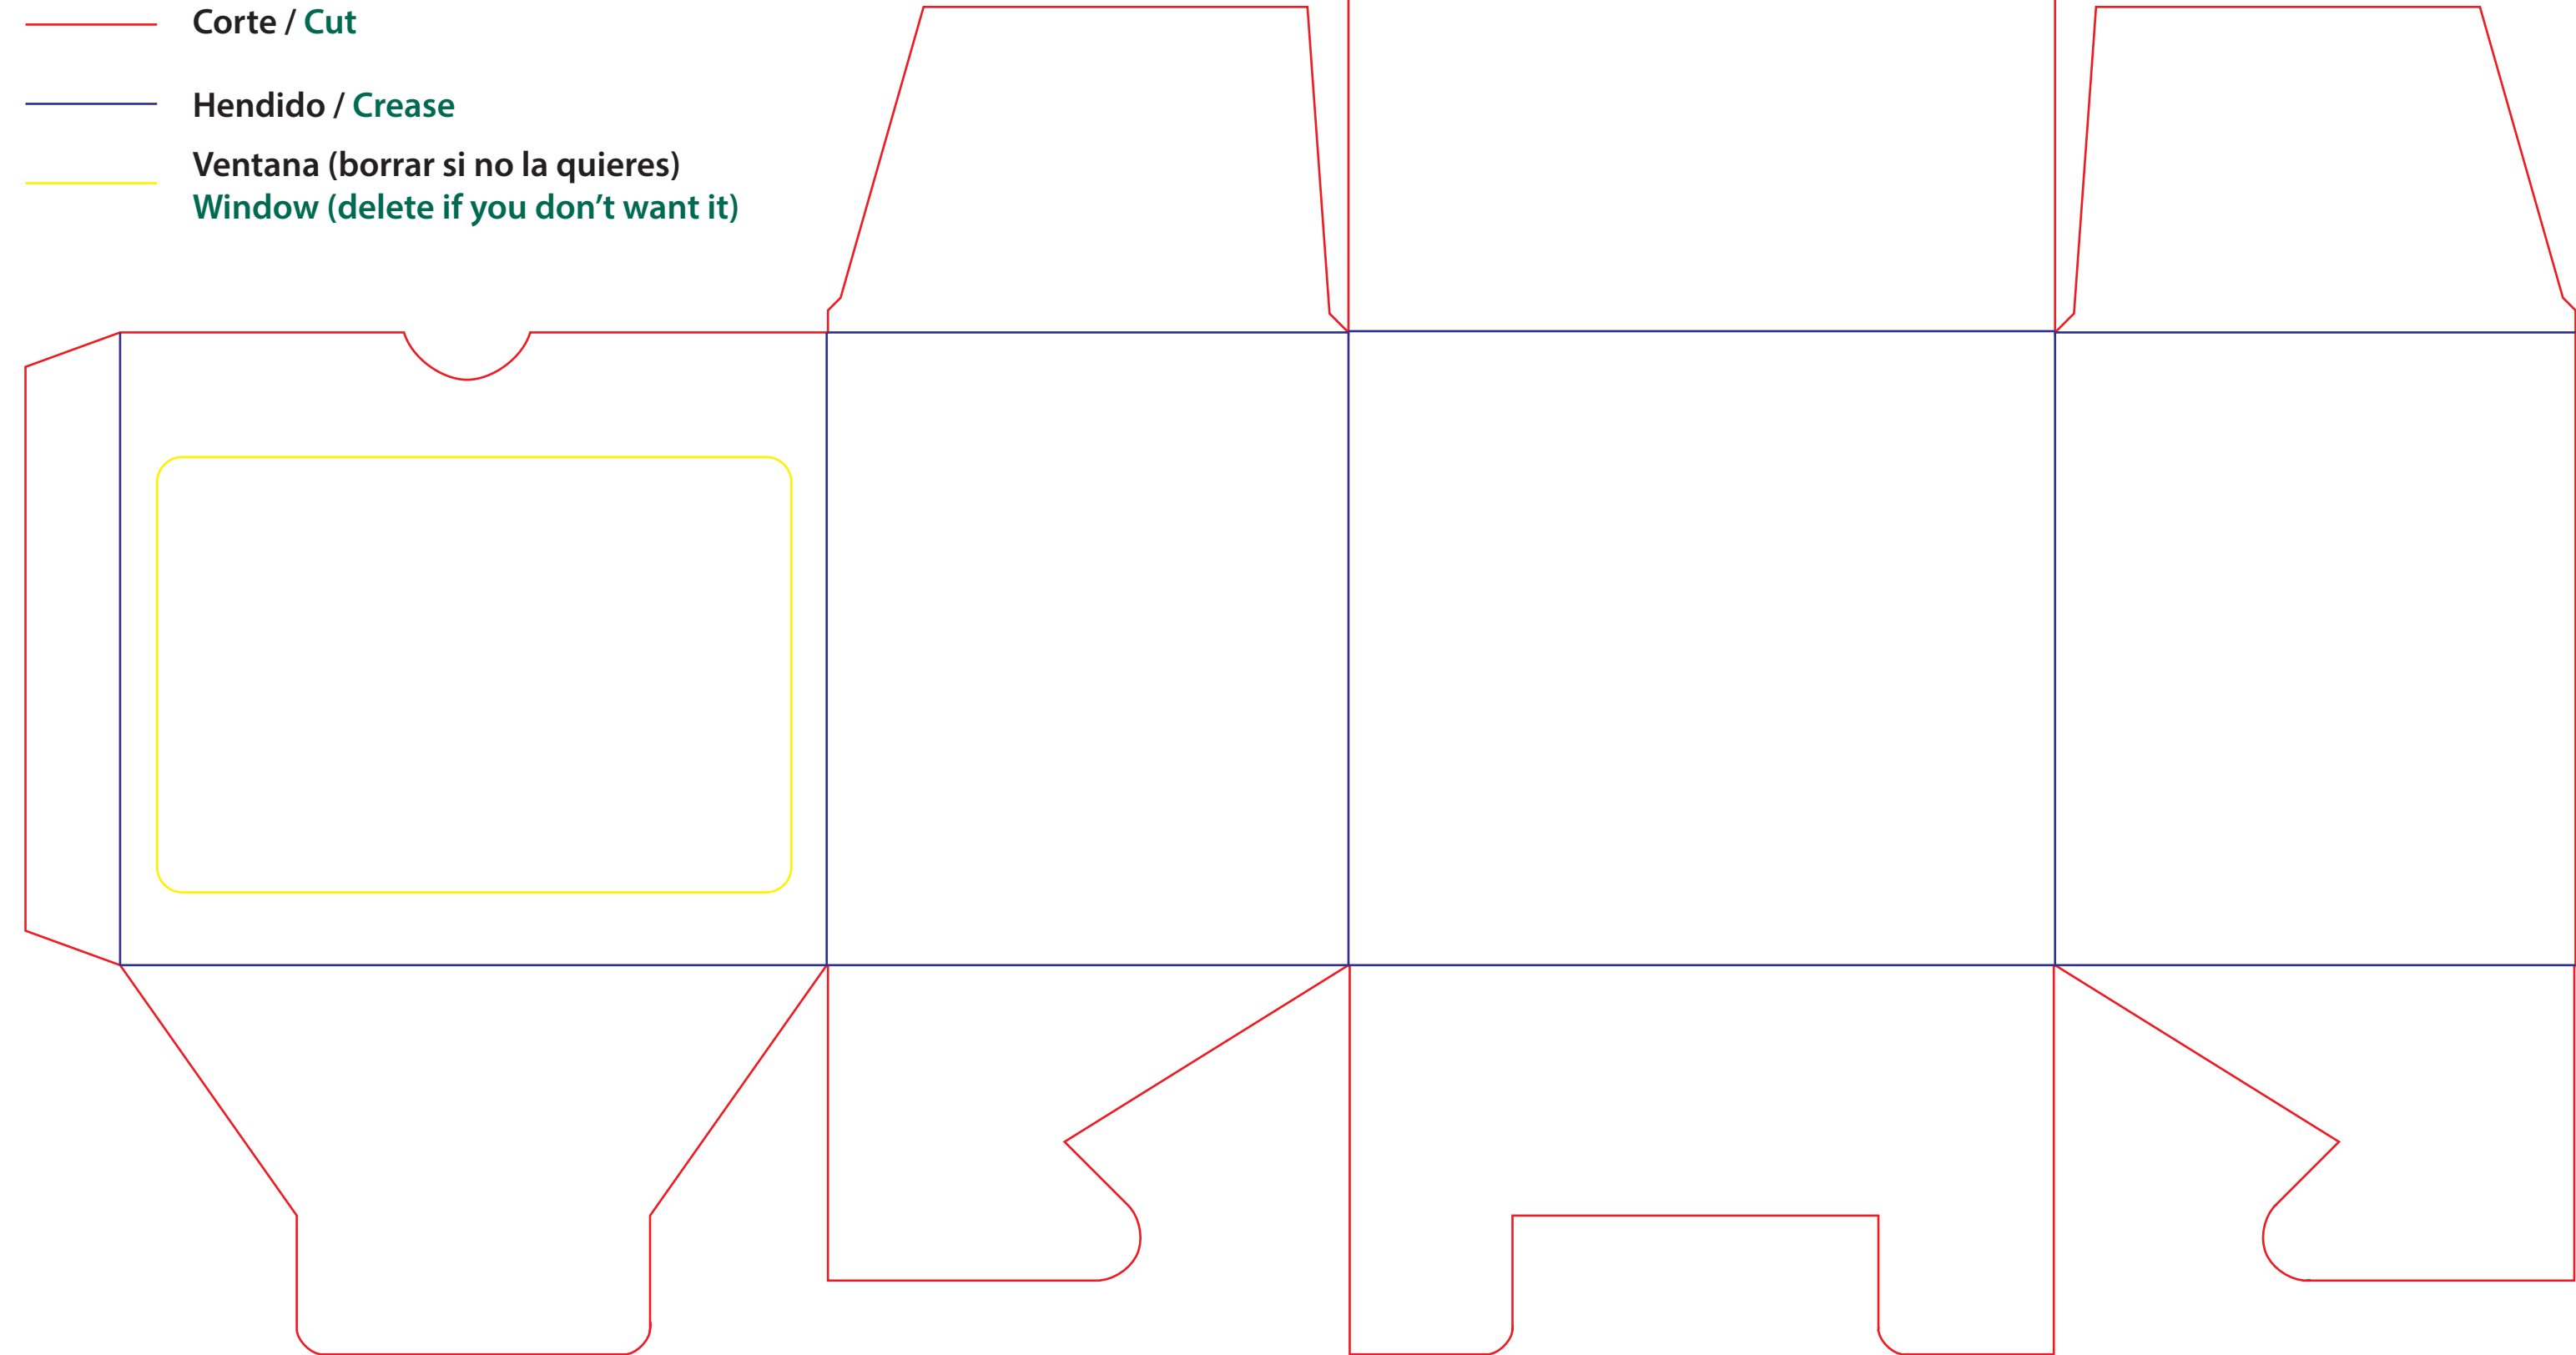 Corte / Cut
Hendido / Crease
Ventana (borrar si no la quieres)
Window (delete if you don’t want it)